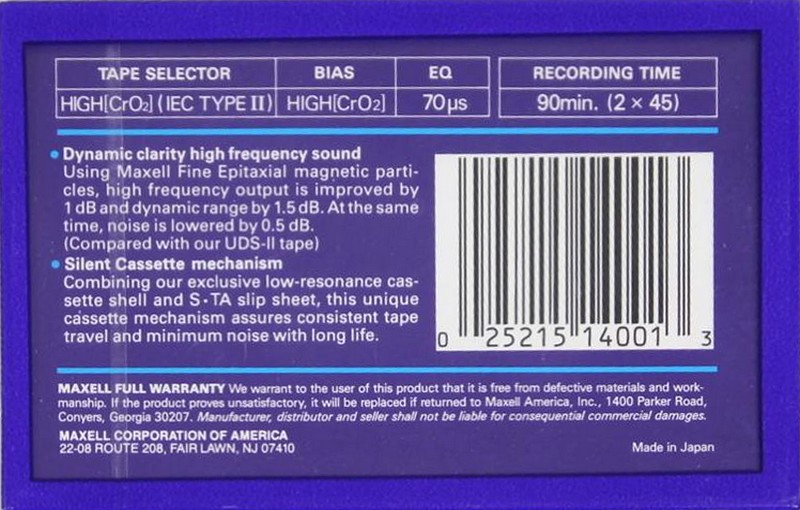 TAPE SELECTOR BIAS EQ RECORDING TIME
HIGH[CrO₂] (IEC TYPE II) HIGH[CrO₂] 70µs 90min. (2 × 45)
• Dynamic clarity high frequency sound
Using Maxell Fine Epitaxial magnetic parti-
cles, high frequency output is improved by
1 dB and dynamic range by 1.5 dB. At the same
time, noise is lowered by 0.5 dB.
(Compared with our UDS-II tape)
• Silent Cassette mechanism
Combining our exclusive low-resonance cas-
sette shell and S·TA slip sheet, this unique
cassette mechanism assures consistent tape
travel and minimum noise with long life.
0 25215 14001 3
MAXELL FULL WARRANTY We warrant to the user of this product that it is free from defective materials and work-
manship. If the product proves unsatisfactory, it will be replaced if returned to Maxell America, Inc., 1400 Parker Road,
Conyers, Georgia 30207. Manufacturer, distributor and seller shall not be liable for consequential commercial damages.
MAXELL CORPORATION OF AMERICA
22-08 ROUTE 208, FAIR LAWN, NJ 07410 Made in Japan